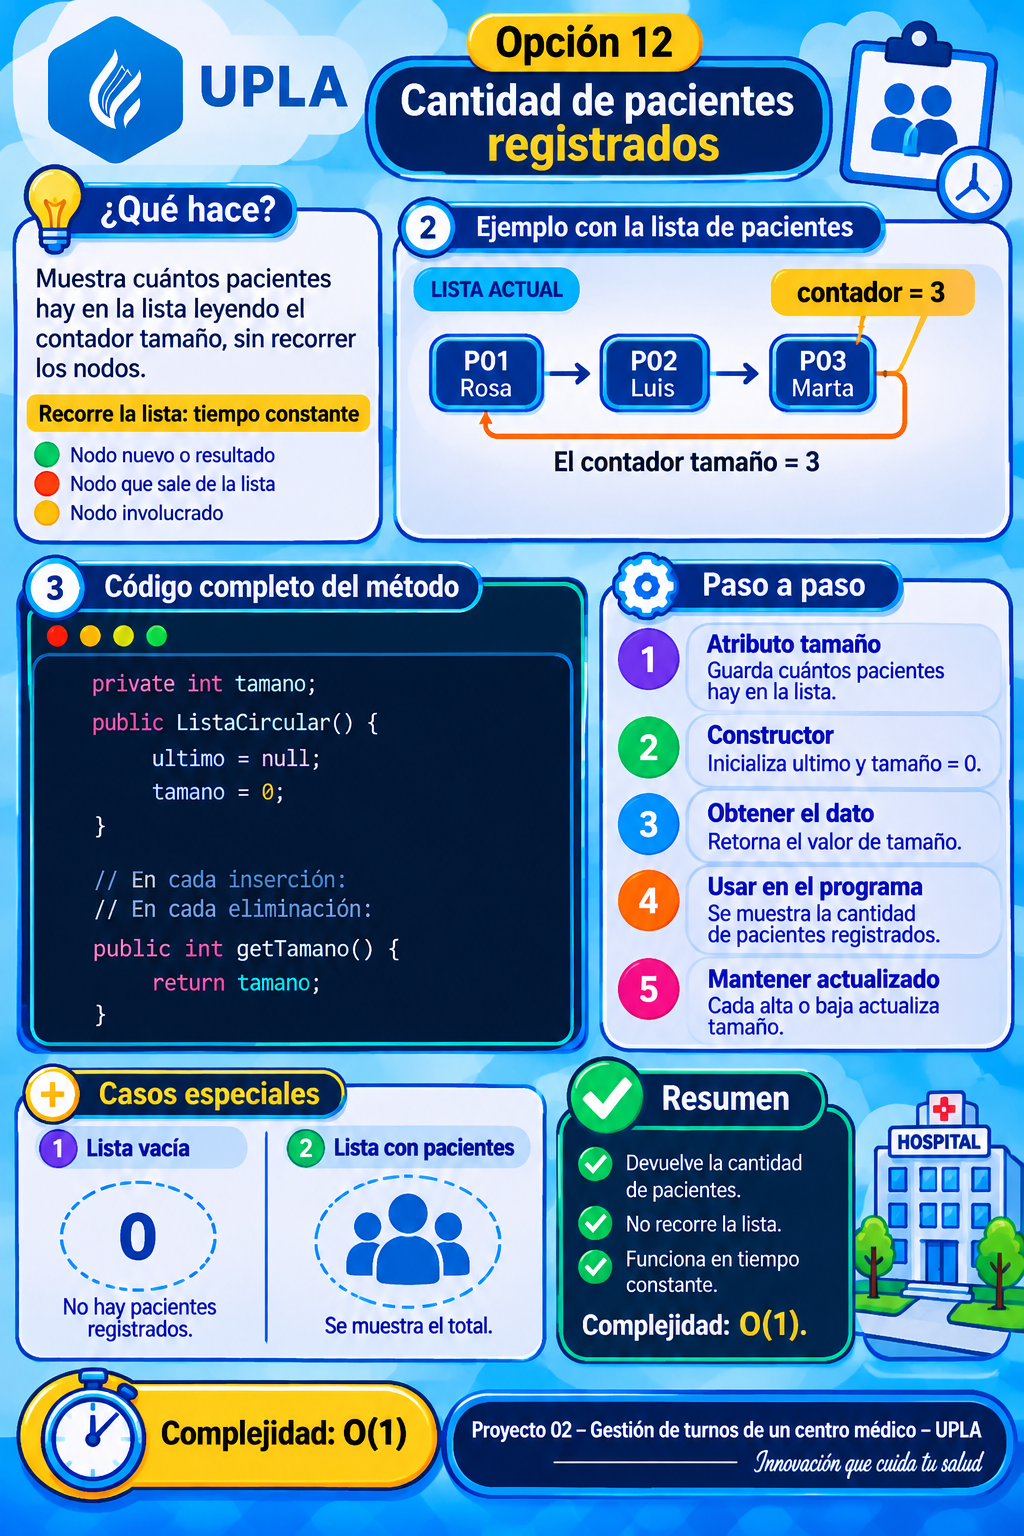 UPLA
Opción 12
Cantidad de pacientes
registrados
¿Qué hace?
Muestra cuántos pacientes
hay en la lista leyendo el
contador tamaño, sin recorrer
los nodos.
Recorre la lista: tiempo constante
Nodo nuevo o resultado
Nodo que sale de la lista
Nodo involucrado
2
Ejemplo con la lista de pacientes
LISTA ACTUAL
contador = 3
P01
Rosa
P02
Luis
P03
Marta
El contador tamaño = 3
3
Código completo del método
private int tamano;
public ListaCircular() {
ultimo = null;
tamano = 0;
}
// En cada inserción:
// En cada eliminación:
public int getTamano() {
return tamano;
}
Paso a paso
1
Atributo tamaño
Guarda cuántos pacientes
hay en la lista.
2
Constructor
Inicializa ultimo y tamaño = 0.
3
Obtener el dato
Retorna el valor de tamaño.
4
Usar en el programa
Se muestra la cantidad
de pacientes registrados.
5
Mantener actualizado
Cada alta o baja actualiza
tamaño.
Casos especiales
1 Lista vacía
0
No hay pacientes
registrados.
2 Lista con pacientes
Se muestra el total.
Resumen
Devuelve la cantidad
de pacientes.
No recorre la lista.
Funciona en tiempo
constante.
Complejidad: O(1).
HOSPITAL
Complejidad: O(1)
Proyecto 02 – Gestión de turnos de un centro médico – UPLA
Innovación que cuida tu salud